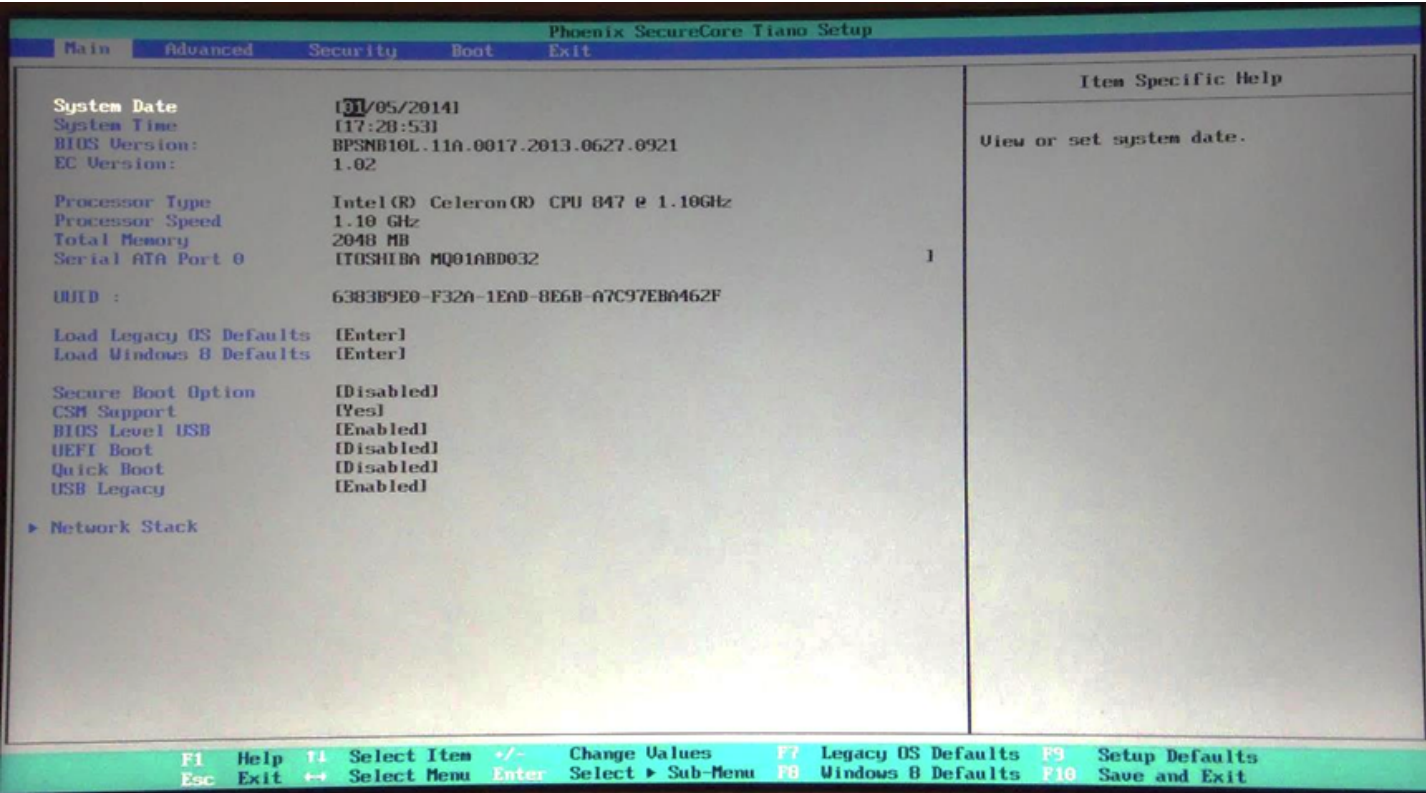 Phoenix SecureCore Tiano Setup
Main Advanced Security Boot Exit
Item Specific Help
System Date [01/05/2014]
System Time [17:28:53]
View or set system date.
BIOS Version: BPSNB10L.11A.0017.2013.0627.0921
EC Version: 1.02
Processor Type Intel(R) Celeron(R) CPU 847 @ 1.10GHz
Processor Speed 1.10 GHz
Total Memory 2048 MB
Serial ATA Port 0 [TOSHIBA MQ01ABD032 ]
UUID : 6383B9E0-F32A-1EAD-8E6B-A7C97EBA462F
Load Legacy OS Defaults [Enter]
Load Windows 8 Defaults [Enter]
Secure Boot Option [Disabled]
CSM Support [Yes]
BIOS Level USB [Enabled]
UEFI Boot [Disabled]
Quick Boot [Disabled]
USB Legacy [Enabled]
▶ Network Stack
F1 Help ↑↓ Select Item +/- Change Values F7 Legacy OS Defaults F9 Setup Defaults
Esc Exit ↔ Select Menu Enter Select ▶ Sub-Menu F8 Windows 8 Defaults F10 Save and Exit